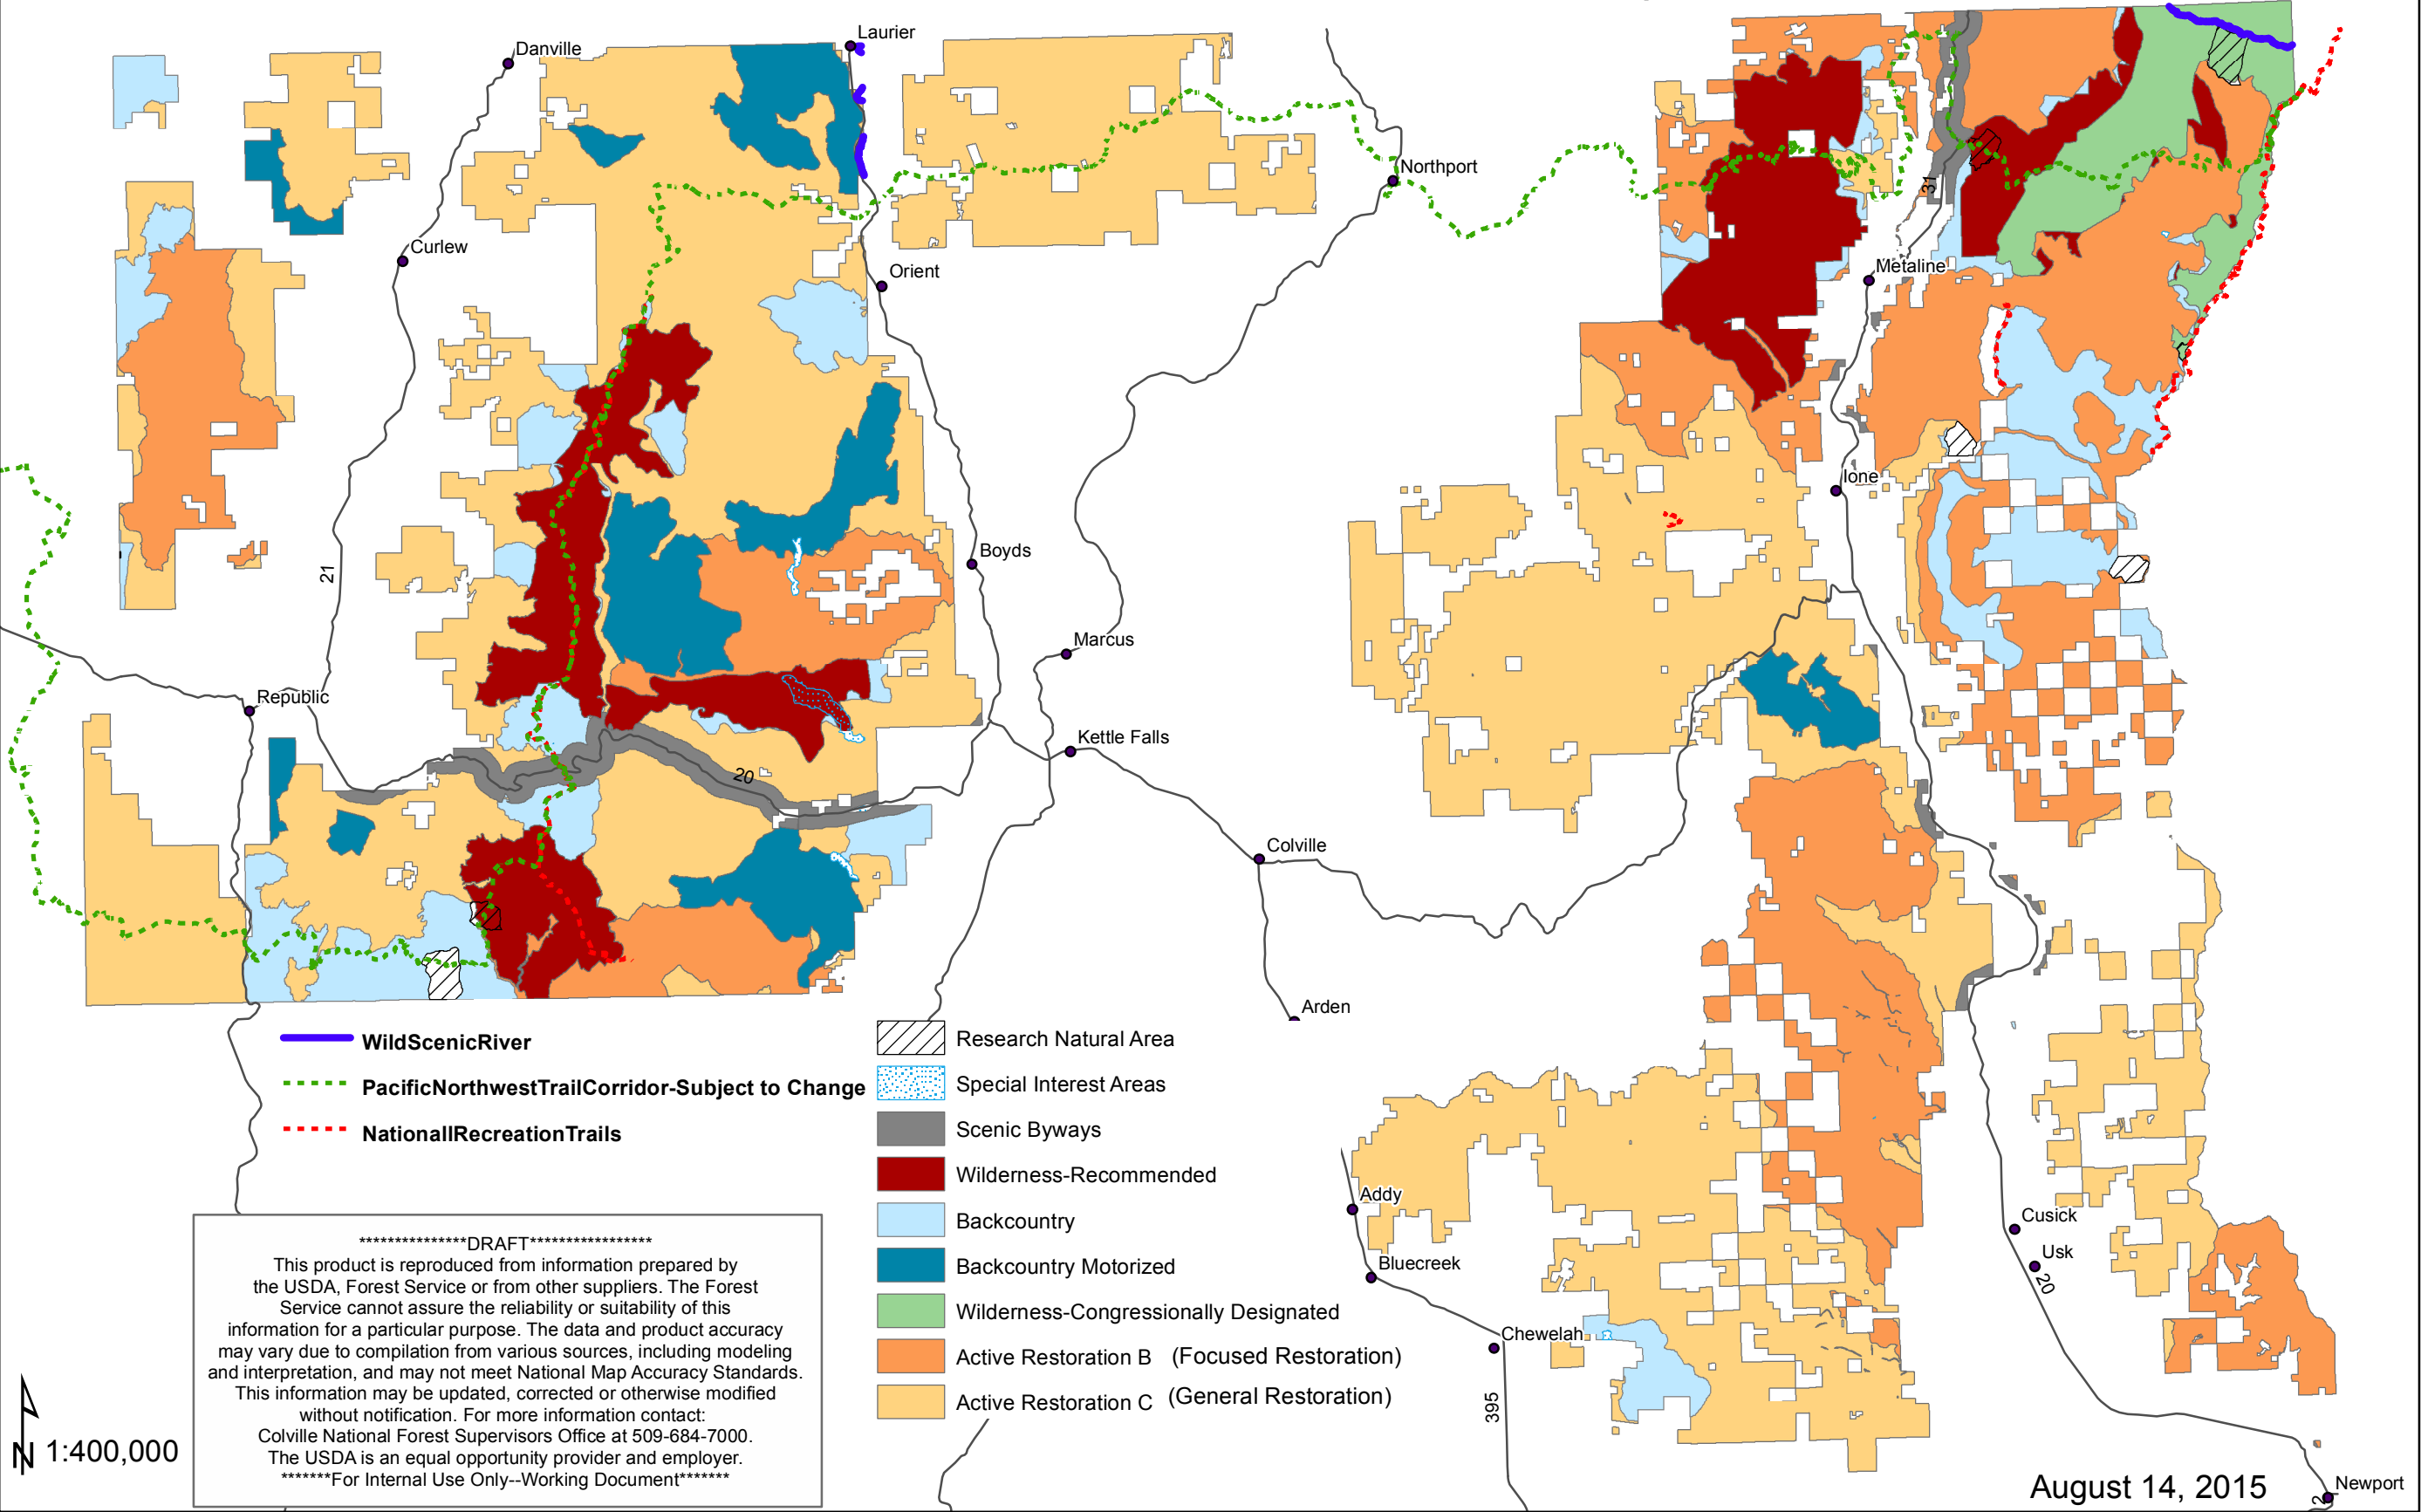 Laurier
Danville
Northport
Curlew
31
Metaline
Orient
Ione
Boyds
21
Marcus
Republic
Kettle Falls
20
Colville
Arden
WildScenicRiver
PacificNorthwestTrailCorridor-Subject to Change
NationalRecreationTrails
Research Natural Area
Special Interest Areas
Scenic Byways
Wilderness-Recommended
Backcountry
Backcountry Motorized
Wilderness-Congressionally Designated
Active Restoration B (Focused Restoration)
Active Restoration C (General Restoration)
Addy
Bluecreek
Chewelah
395
Cusick
Usk
20
Newport
2
***************DRAFT*****************
This product is reproduced from information prepared by
the USDA, Forest Service or from other suppliers. The Forest
Service cannot assure the reliability or suitability of this
information for a particular purpose. The data and product accuracy
may vary due to compilation from various sources, including modeling
and interpretation, and may not meet National Map Accuracy Standards.
This information may be updated, corrected or otherwise modified
without notification. For more information contact:
Colville National Forest Supervisors Office at 509-684-7000.
The USDA is an equal opportunity provider and employer.
*******For Internal Use Only--Working Document*******
N 1:400,000
August 14, 2015